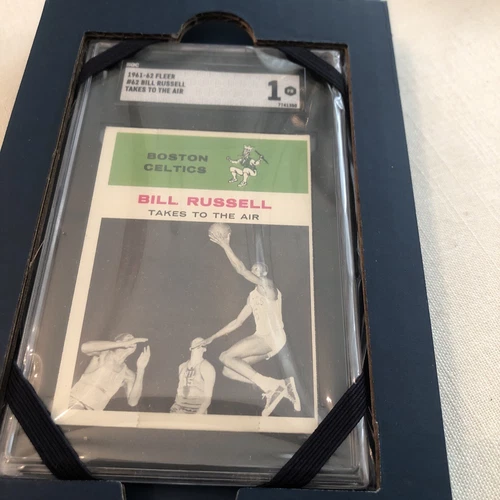 1961-62 FLEER
#62 BILL RUSSELL
TAKES TO THE AIR
1
BOSTON
CELTICS
BILL RUSSELL
TAKES TO THE AIR